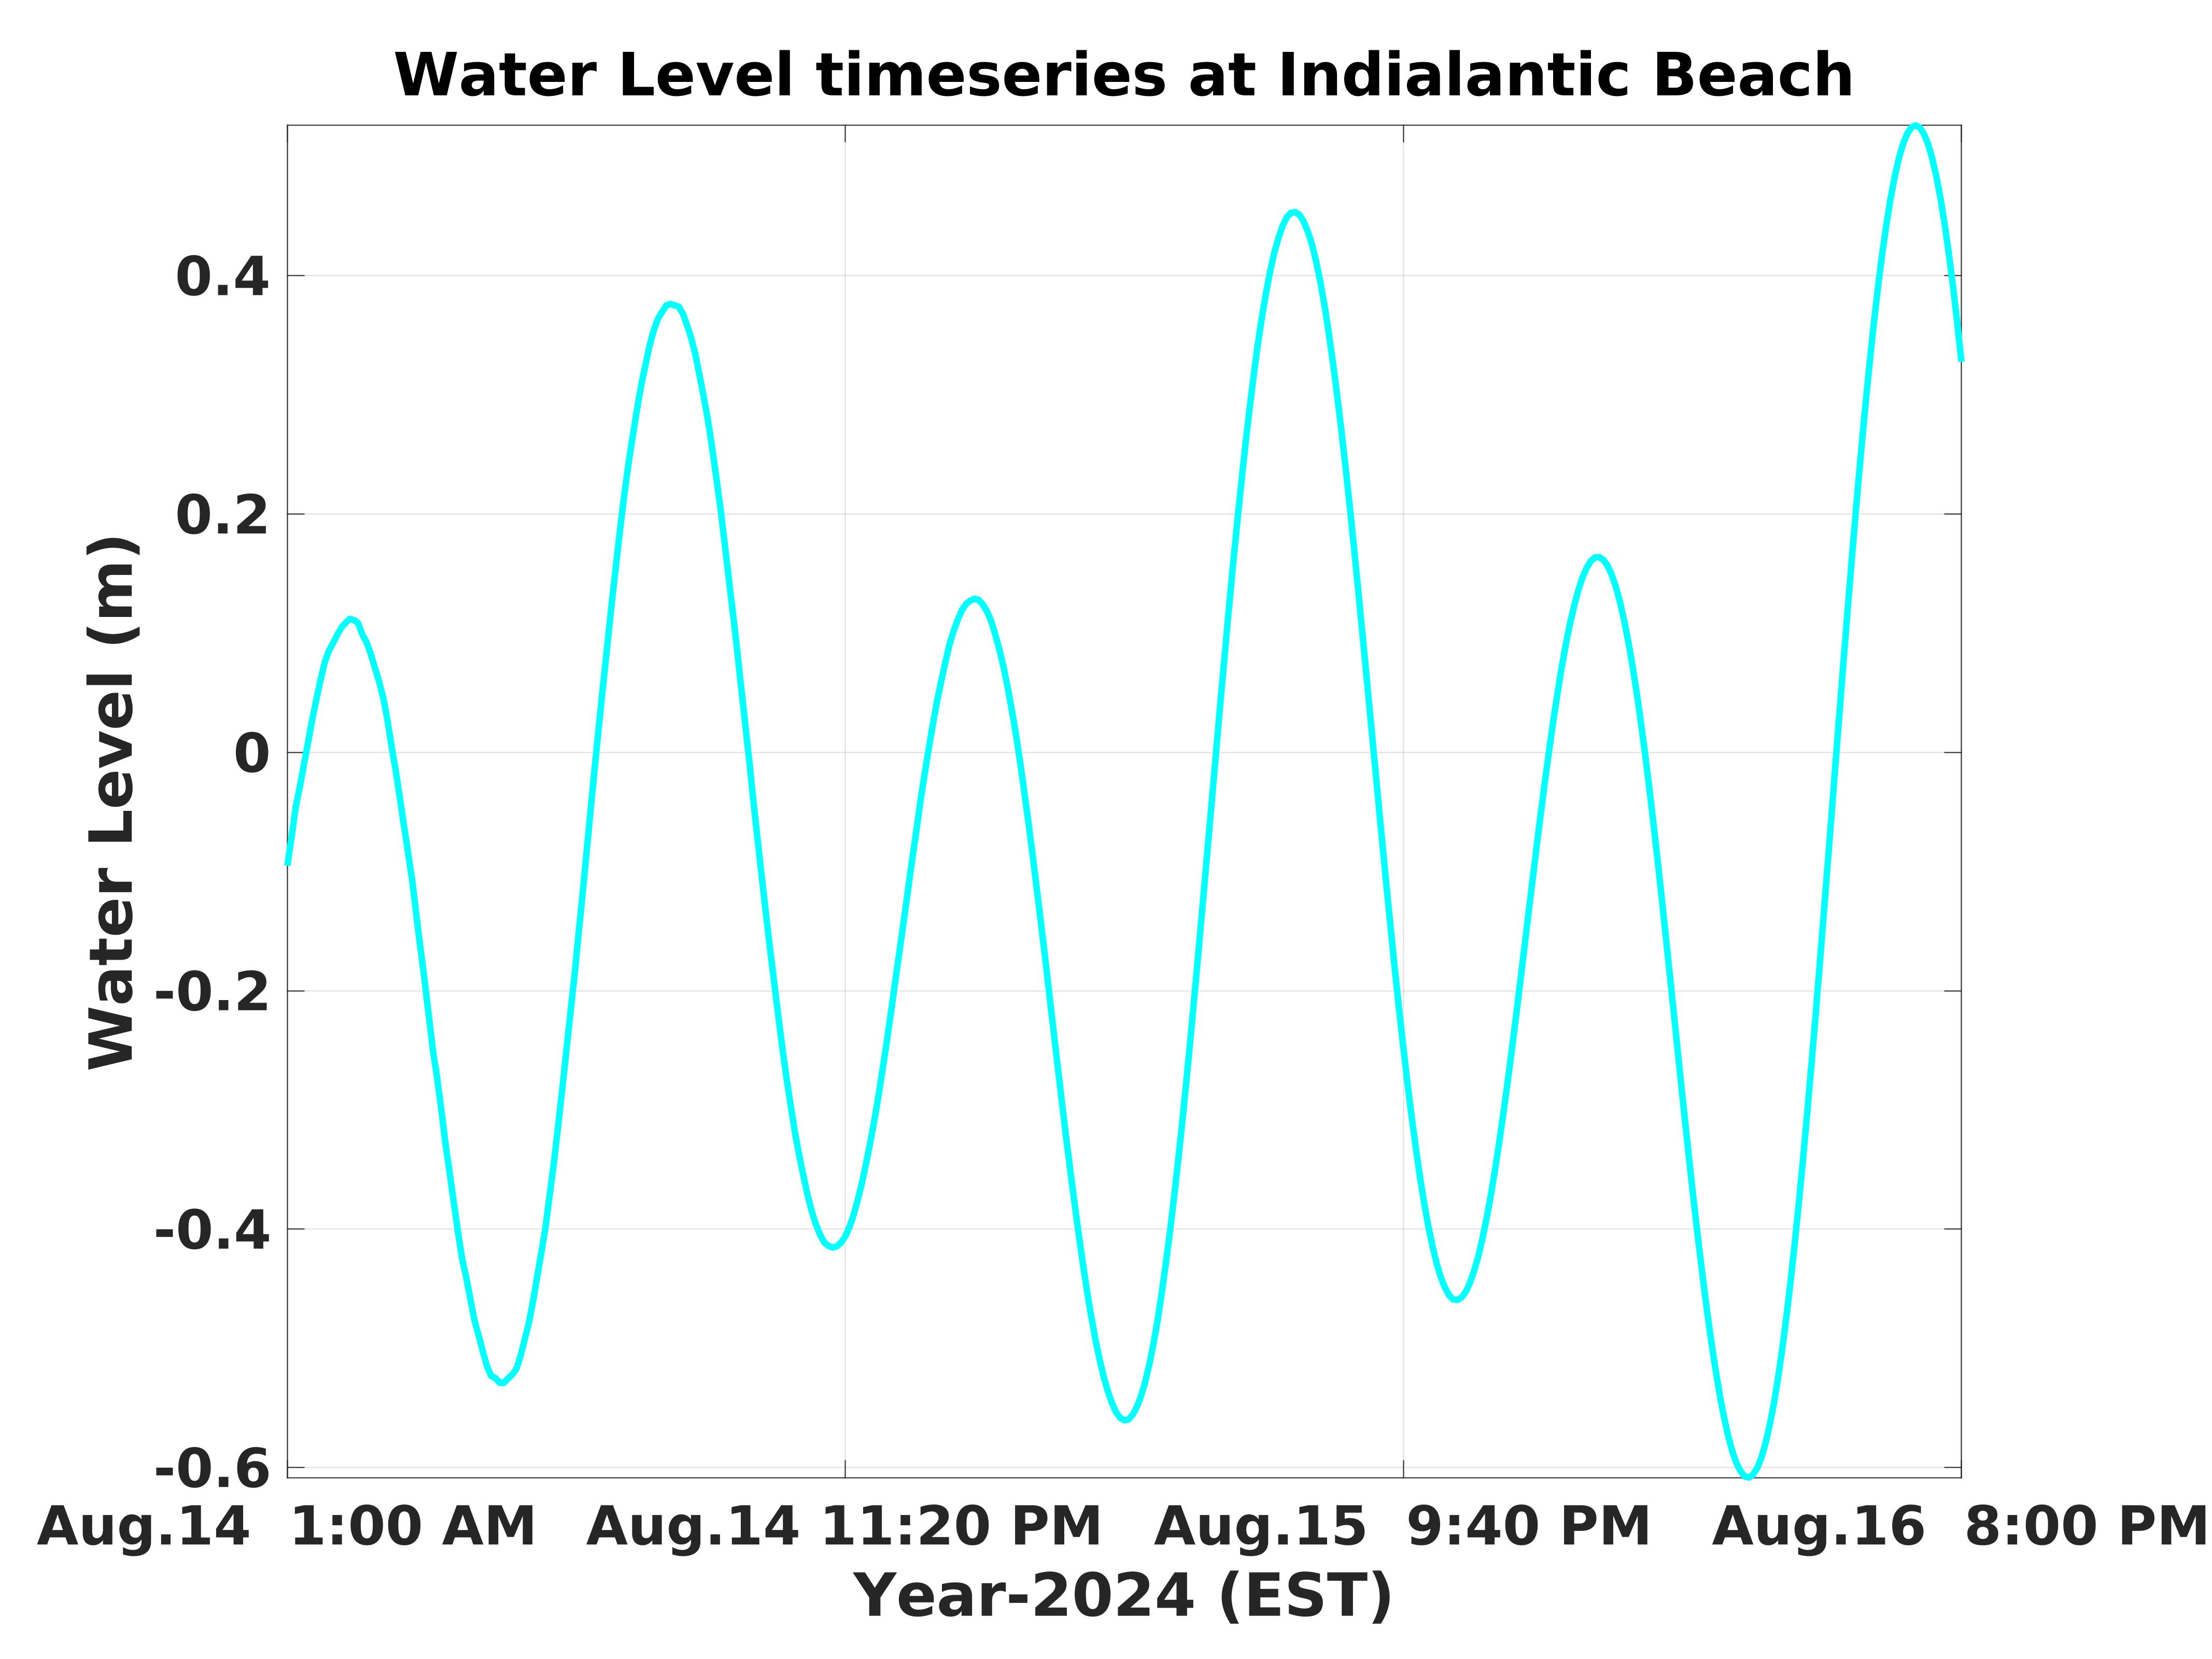 Water Level timeseries at Indialantic Beach
Water Level (m)
0.4
0.2
0
-0.2
-0.4
-0.6
Aug.14  1:00 AM
Aug.14 11:20 PM
Aug.15  9:40 PM
Aug.16  8:00 PM
Year-2024 (EST)